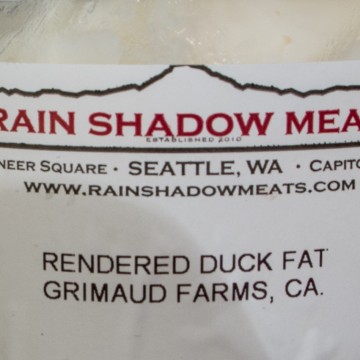 RAIN SHADOW MEA
ESTABLISHED 2010
NEER SQUARE · SEATTLE, WA · CAPITO
WWW.RAINSHADOWMEATS.COM
RENDERED DUCK FAT
GRIMAUD FARMS, CA.